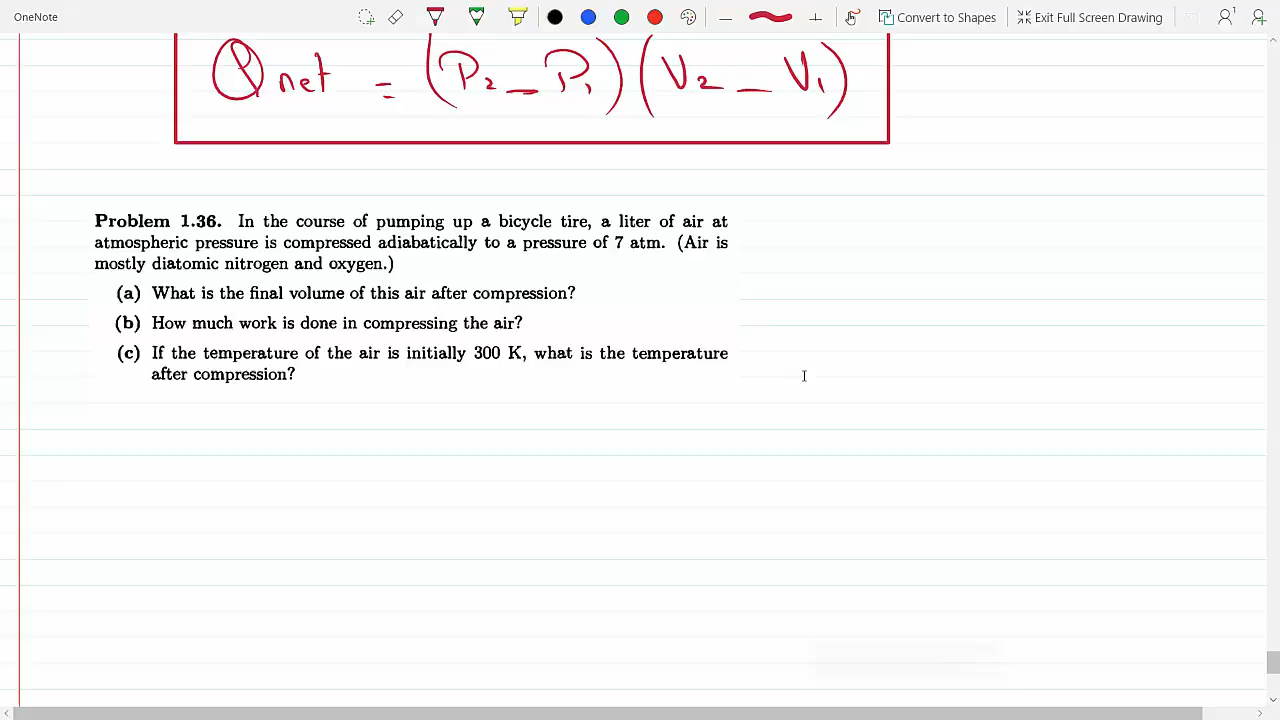 OneNote
Convert to Shapes
Exit Full Screen Drawing
Qnet = (P2 - P1) (V2 - V1)
Problem 1.36. In the course of pumping up a bicycle tire, a liter of air at
atmospheric pressure is compressed adiabatically to a pressure of 7 atm. (Air is
mostly diatomic nitrogen and oxygen.)
(a) What is the final volume of this air after compression?
(b) How much work is done in compressing the air?
(c) If the temperature of the air is initially 300 K, what is the temperature
after compression?